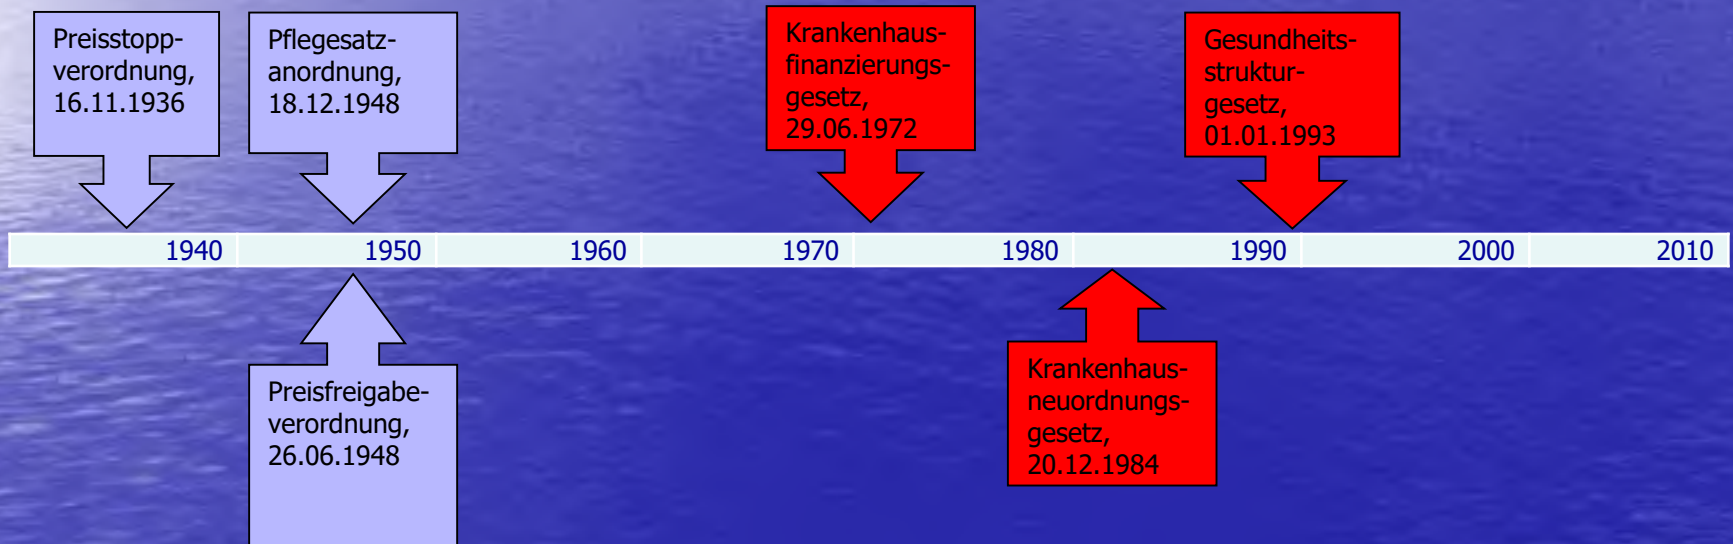 Preisstopp-
verordnung,
16.11.1936
Pflegesatz-
anordnung,
18.12.1948
Krankenhaus-
finanzierungs-
gesetz,
29.06.1972
Gesundheits-
struktur-
gesetz,
01.01.1993
1940 1950 1960 1970 1980 1990 2000 2010
Preisfreigabe-
verordnung,
26.06.1948
Krankenhaus-
neuordnungs-
gesetz,
20.12.1984